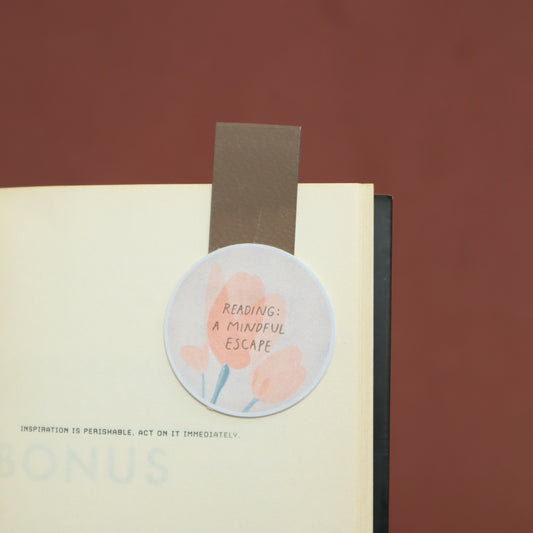 READING:
A MINDFUL
ESCAPE
INSPIRATION IS PERISHABLE, ACT ON IT IMMEDIATELY.
BONUS